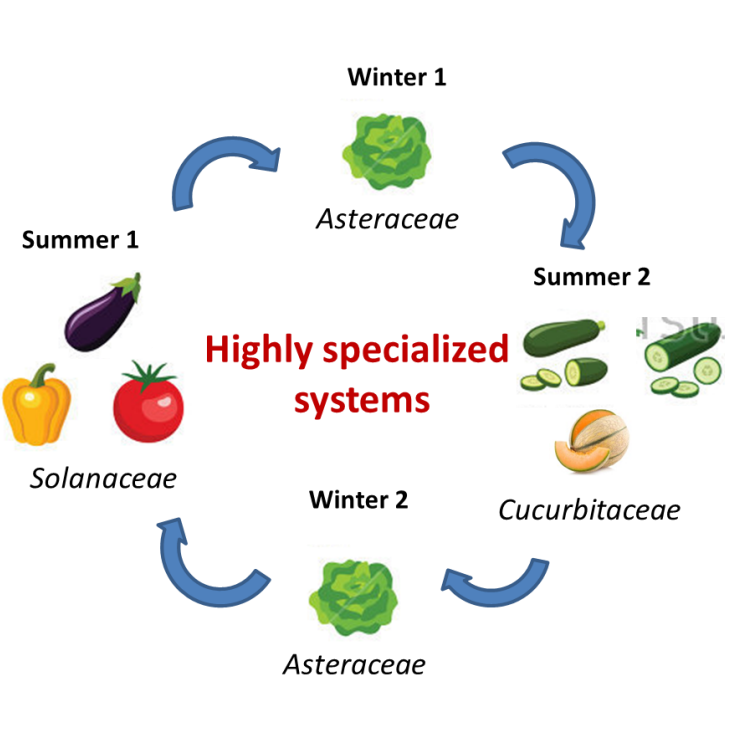 Winter 1
Asteraceae
Summer 1
Summer 2
Highly specialized
systems
Solanaceae
Winter 2
Cucurbitaceae
Asteraceae